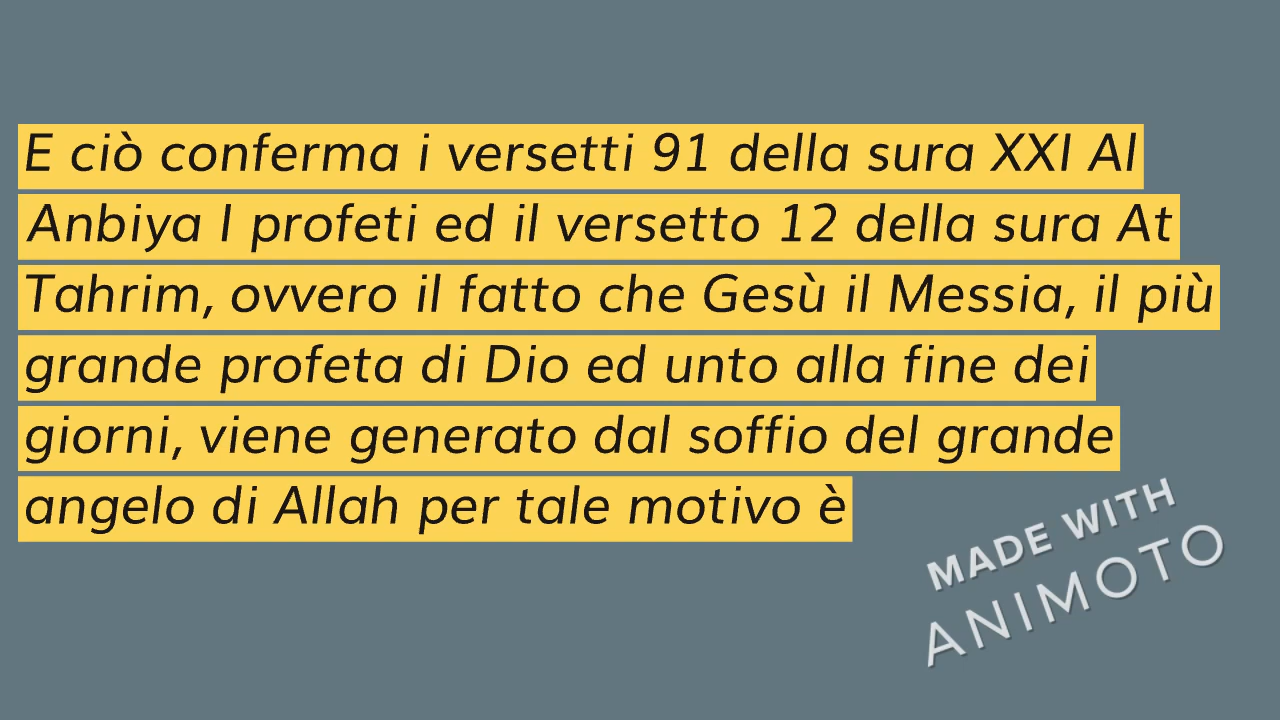 E ciò conferma i versetti 91 della sura XXI Al
Anbiya I profeti ed il versetto 12 della sura At
Tahrim, ovvero il fatto che Gesù il Messia, il più
grande profeta di Dio ed unto alla fine dei
giorni, viene generato dal soffio del grande
angelo di Allah per tale motivo è
MADE WITH
ANIMOTO